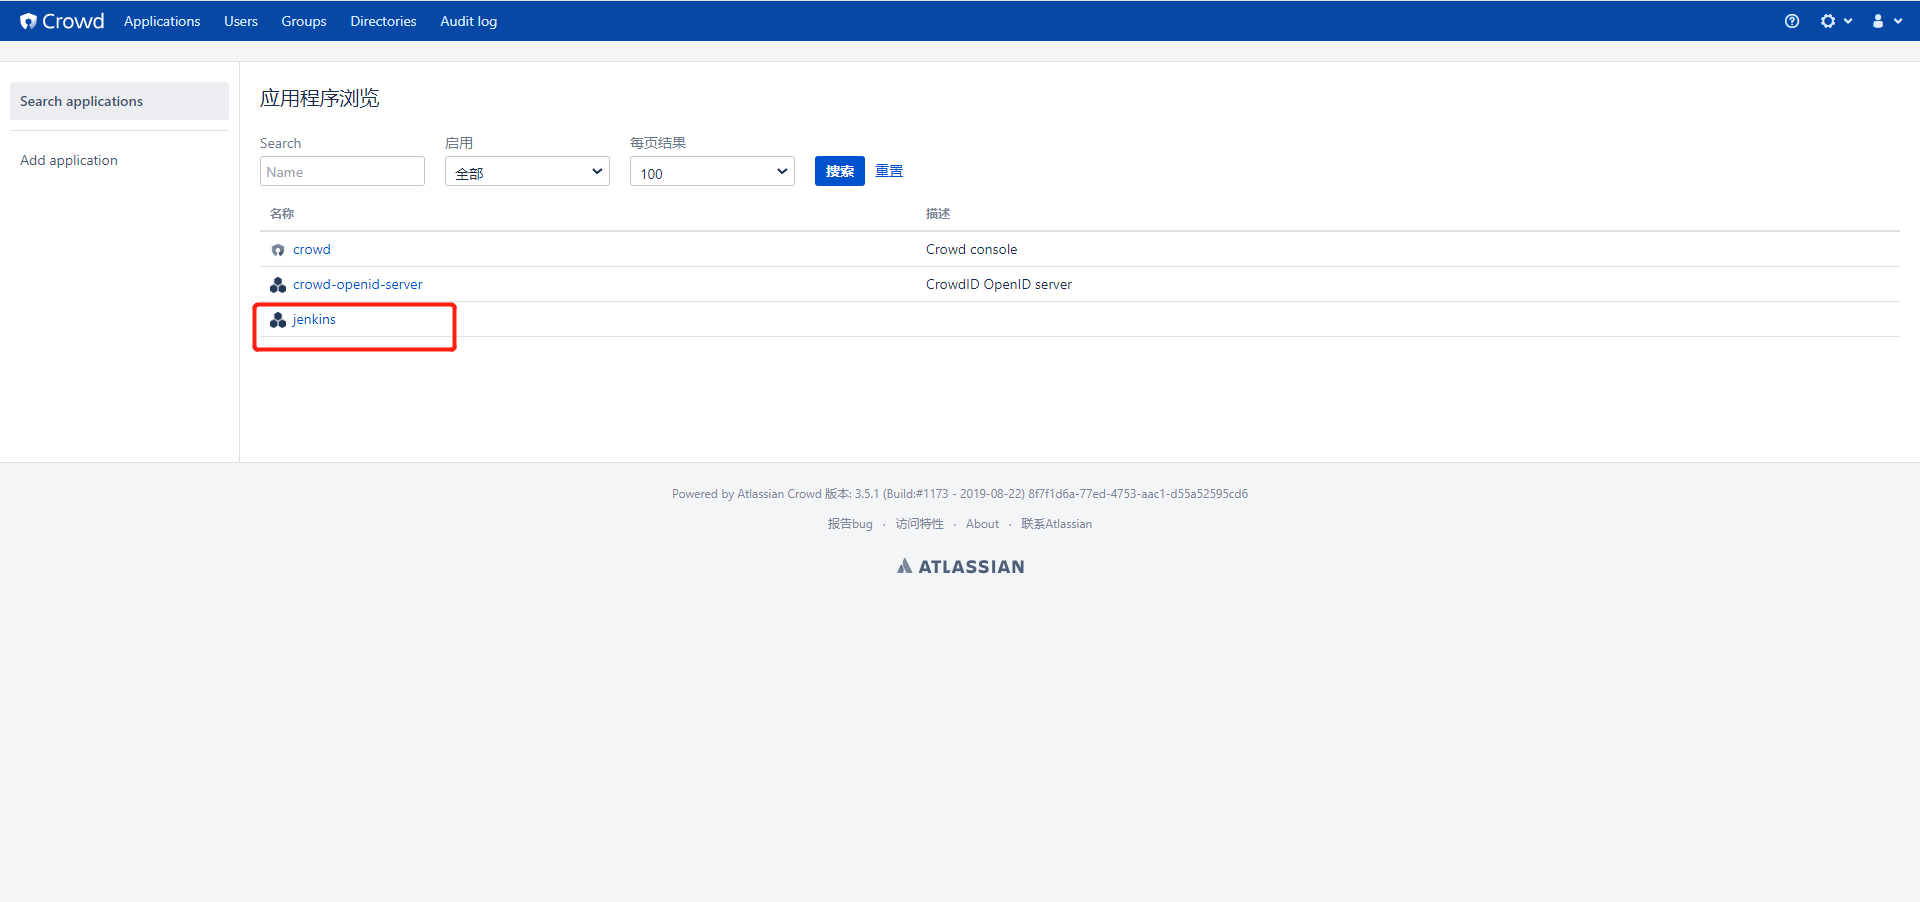 Crowd Applications Users Groups Directories Audit log
Search applications
Add application
应用程序浏览
Search 启用 每页结果
Name 全部 100 搜索 重置
名称 描述
crowd Crowd console
crowd-openid-server CrowdID OpenID server
jenkins
Powered by Atlassian Crowd 版本: 3.5.1 (Build:#1173 - 2019-08-22) 8f7f1d6a-77ed-4753-aac1-d55a52595cd6
报告bug · 访问特性 · About · 联系Atlassian
ATLASSIAN